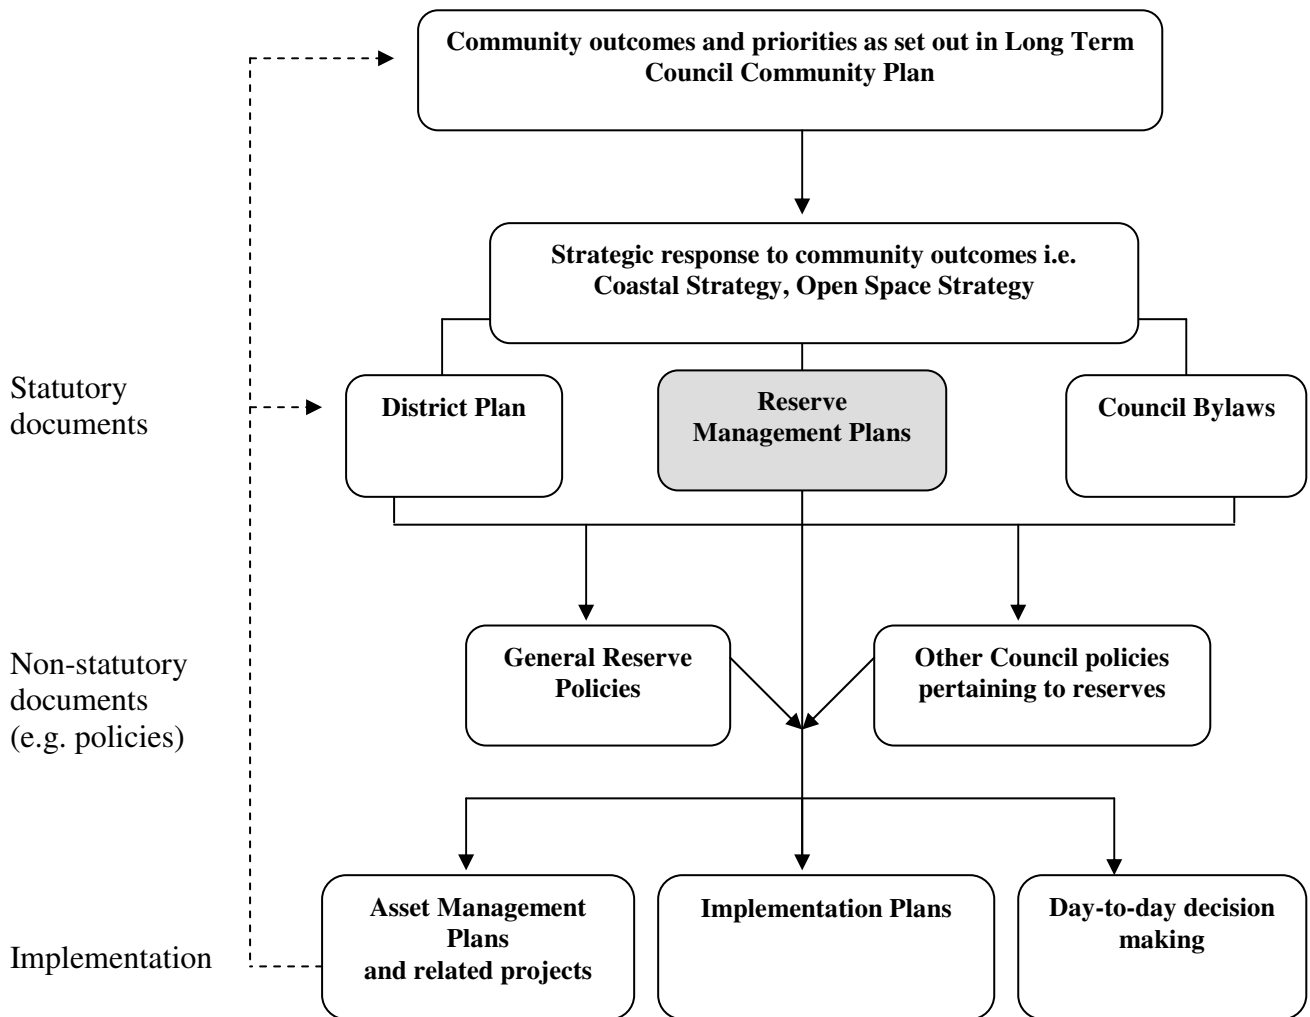 Community outcomes and priorities as set out in Long Term
Council Community Plan
Strategic response to community outcomes i.e.
Coastal Strategy, Open Space Strategy
Statutory
documents
District Plan
Reserve
Management Plans
Council Bylaws
Non-statutory
documents
(e.g. policies)
General Reserve
Policies
Other Council policies
pertaining to reserves
Implementation
Asset Management
Plans
and related projects
Implementation Plans
Day-to-day decision
making